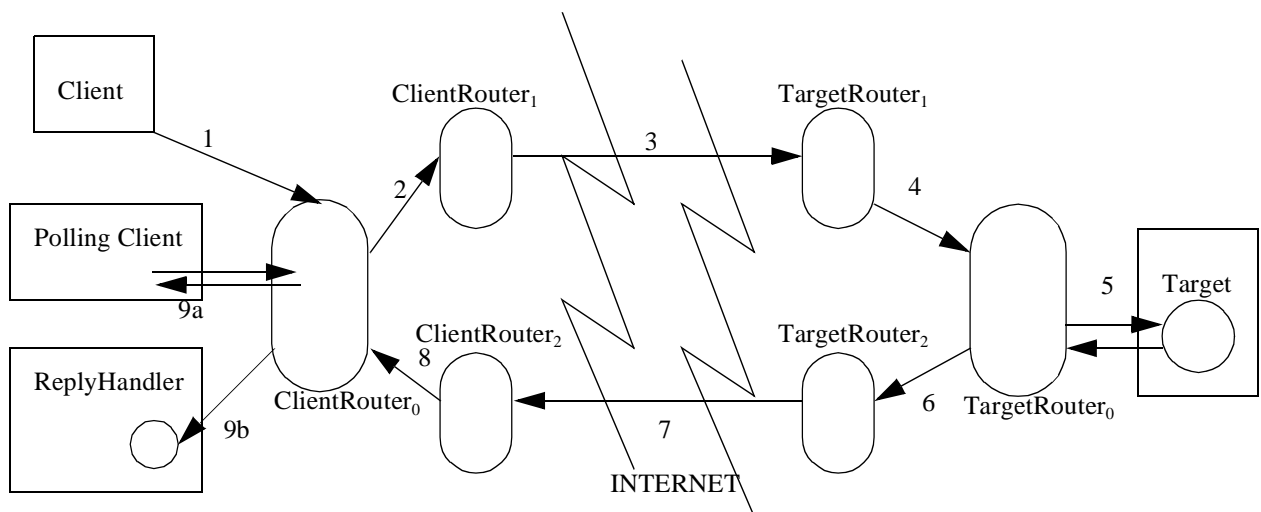 Client
ClientRouter₁
TargetRouter₁
1
2
3
4
Polling Client
9a
5
Target
ClientRouter₂
TargetRouter₂
8
ReplyHandler
ClientRouter₀
6
TargetRouter₀
9b
7
INTERNET